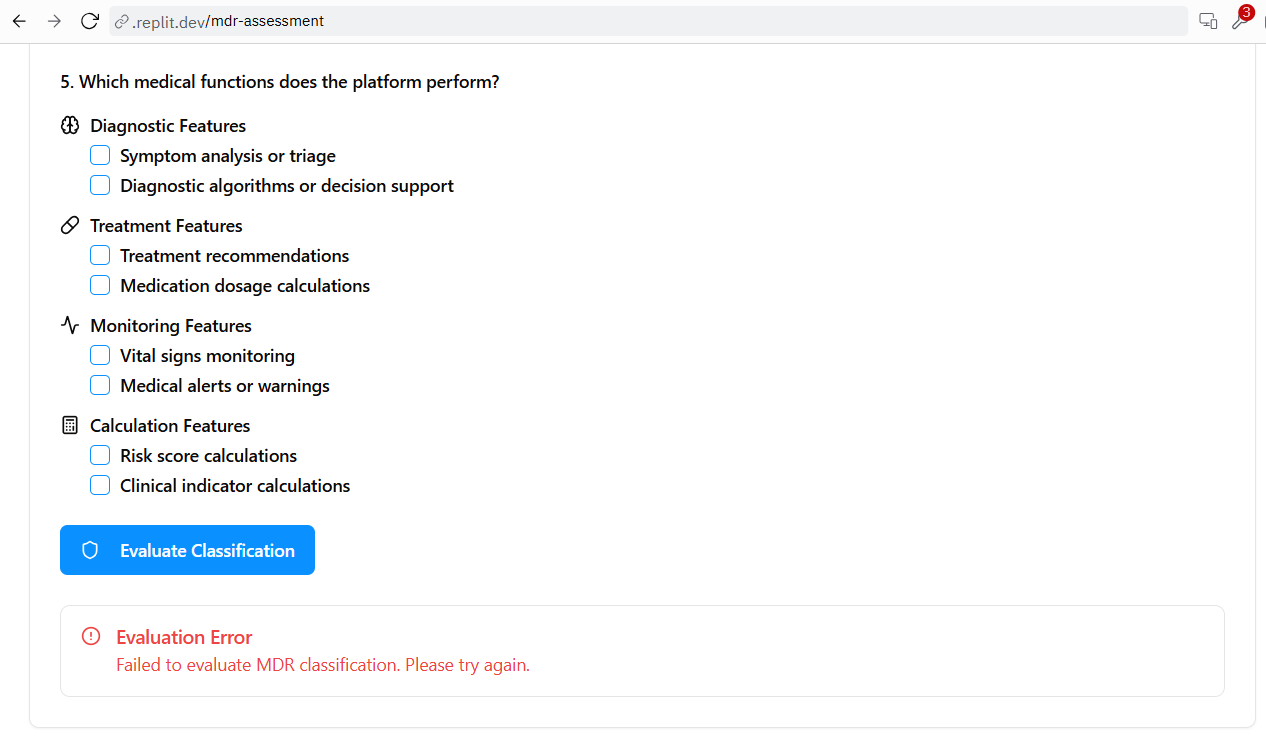 .replit.dev/mdr-assessment
3
5. Which medical functions does the platform perform?
Diagnostic Features
Symptom analysis or triage
Diagnostic algorithms or decision support
Treatment Features
Treatment recommendations
Medication dosage calculations
Monitoring Features
Vital signs monitoring
Medical alerts or warnings
Calculation Features
Risk score calculations
Clinical indicator calculations
Evaluate Classification
Evaluation Error
Failed to evaluate MDR classification. Please try again.